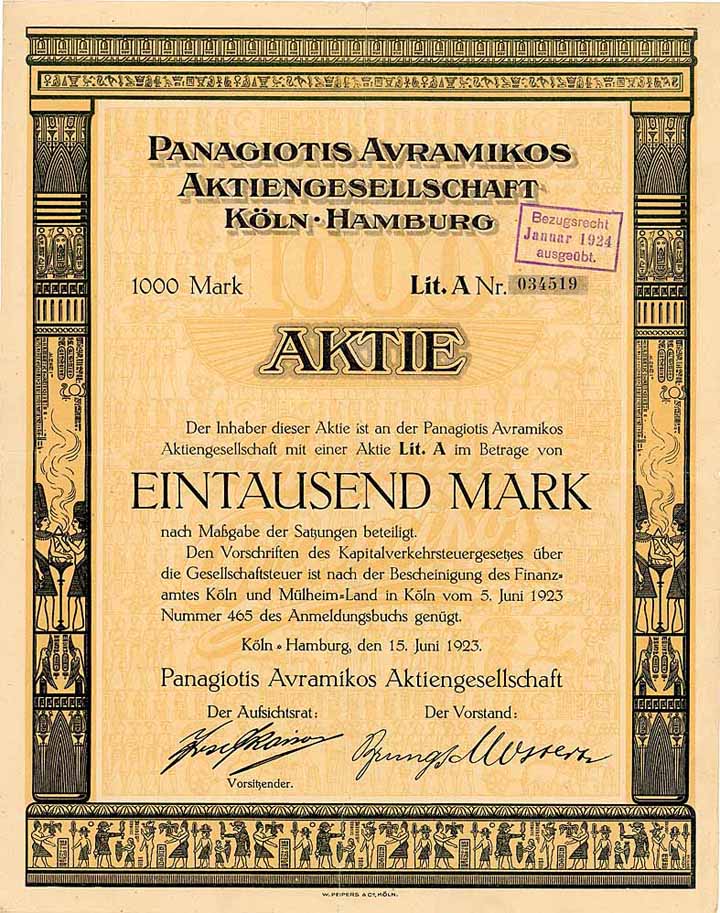 PANAGIOTIS AVRAMIKOS
AKTIENGESELLSCHAFT
KÖLN · HAMBURG
Bezugsrecht
Januar 1924
ausgeübt.
1000 Mark Lit. A Nr. 034519
1000
AKTIE
Der Inhaber dieser Aktie ist an der Panagiotis Avramikos
Aktiengesellschaft mit einer Aktie Lit. A im Betrage von
EINTAUSEND MARK
nach Maßgabe der Satzungen beteiligt.
Den Vorschriften des Kapitalverkehrsteuergesetzes über
die Gesellschaftsteuer ist nach der Bescheinigung des Finanz=
amtes Köln und Mülheim=Land in Köln vom 5. Juni 1923
Nummer 465 des Anmeldungsbuchs genügt.
Köln = Hamburg, den 15. Juni 1923.
Panagiotis Avramikos Aktiengesellschaft
Der Aufsichtsrat: Der Vorstand:
Vorsitzender.
W. PEIPERS & Co., KÖLN.